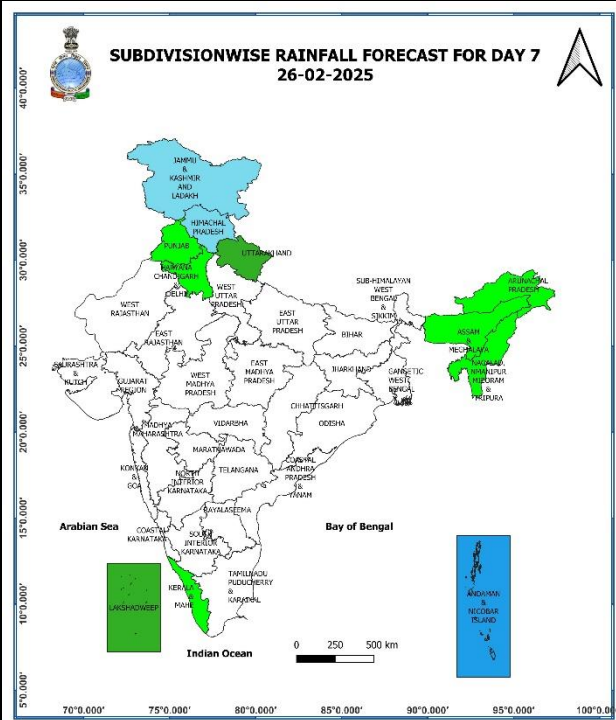 SUBDIVISIONWISE RAINFALL FORECAST FOR DAY 7
26-02-2025
40°0.000'
35°0.000'
30°0.000'
25°0.000'
20°0.000'
15°0.000'
10°0.000'
5°0.000'
JAMMU
&
KASHMIR
AND
LADAKH
HIMACHAL
PRADESH
PUNJAB
UTTARAKHAND
HARYANA
CHANDIGARH
&
DELHI
WEST
UTTAR
PRADESH
SUB-HIMALAYAN
WEST
BENGAL
&
SIKKIM
ARUNACHAL
PRADESH
WEST
RAJASTHAN
EAST
RAJASTHAN
EAST
UTTAR
PRADESH
BIHAR
ASSAM
&
MEGHALAYA
NAGALAND
MANIPUR
MIZORAM
&
TRIPURA
SAURASHTRA
&
KUTCH
GUJARAT
REGION
WEST
MADHYA
PRADESH
EAST
MADHYA
PRADESH
JHARKHAND
GANGETIC
WEST
BENGAL
CHHATTISGARH
ODISHA
MADHYA
MAHARASHTRA
VIDARBHA
MARATHAWADA
KONKAN
&
GOA
NORTH
INTERIOR
KARNATAKA
TELANGANA
COASTAL
ANDHRA
PRADESH
&
YANAM
RAYALASEEMA
Arabian Sea
Bay of Bengal
COASTAL
KARNATAKA
SOUTH
INTERIOR
KARNATAKA
KERALA
&
MAHE
TAMILNADU
PUDUCHERRY
&
KARAIKAL
LAKSHADWEEP
ANDAMAN
&
NICOBAR
ISLAND
Indian Ocean
0 250 500 km
70°0.000' 75°0.000' 80°0.000' 85°0.000' 90°0.000' 95°0.000' 100°0.0